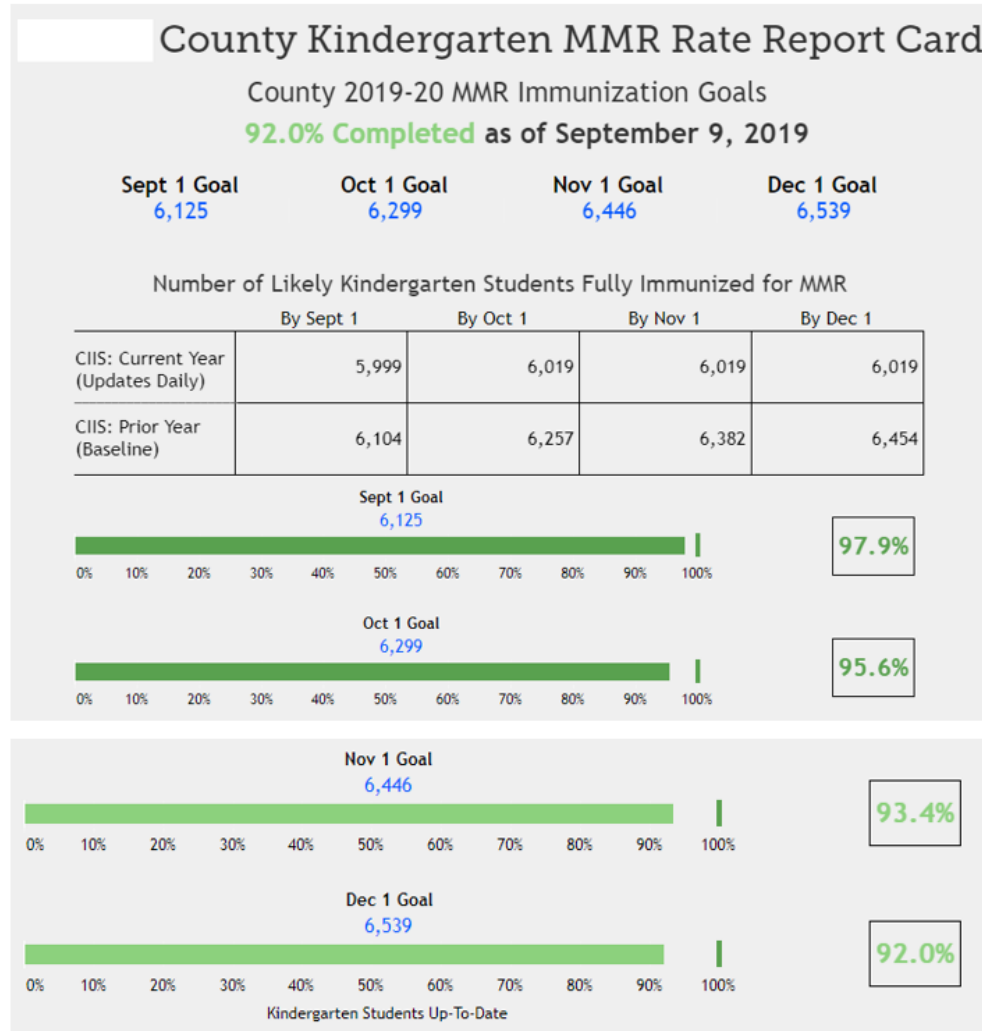 County Kindergarten MMR Rate Report Card
County 2019-20 MMR Immunization Goals
92.0% Completed as of September 9, 2019
Sept 1 Goal Oct 1 Goal Nov 1 Goal Dec 1 Goal
6,125 6,299 6,446 6,539
Number of Likely Kindergarten Students Fully Immunized for MMR
By Sept 1 By Oct 1 By Nov 1 By Dec 1
CIIS: Current Year
(Updates Daily) 5,999 6,019 6,019 6,019
CIIS: Prior Year
(Baseline) 6,104 6,257 6,382 6,454
Sept 1 Goal
6,125
97.9%
0% 10% 20% 30% 40% 50% 60% 70% 80% 90% 100%
Oct 1 Goal
6,299
95.6%
0% 10% 20% 30% 40% 50% 60% 70% 80% 90% 100%
Nov 1 Goal
6,446
93.4%
0% 10% 20% 30% 40% 50% 60% 70% 80% 90% 100%
Dec 1 Goal
6,539
92.0%
0% 10% 20% 30% 40% 50% 60% 70% 80% 90% 100%
Kindergarten Students Up-To-Date